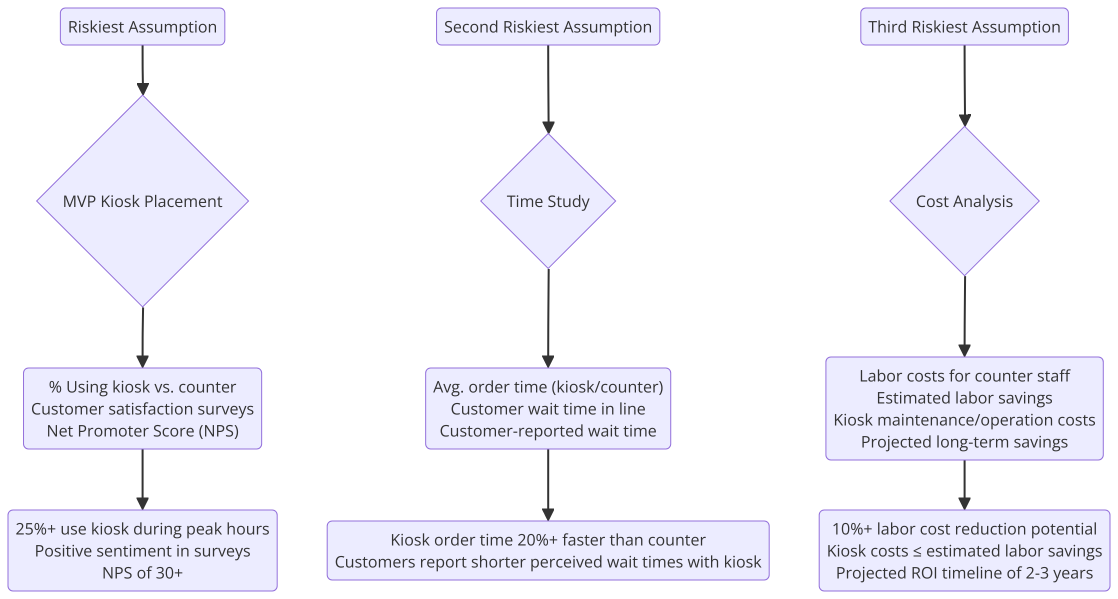 Riskiest Assumption
MVP Kiosk Placement
% Using kiosk vs. counter
Customer satisfaction surveys
Net Promoter Score (NPS)
25%+ use kiosk during peak hours
Positive sentiment in surveys
NPS of 30+
Second Riskiest Assumption
Time Study
Avg. order time (kiosk/counter)
Customer wait time in line
Customer-reported wait time
Kiosk order time 20%+ faster than counter
Customers report shorter perceived wait times with kiosk
Third Riskiest Assumption
Cost Analysis
Labor costs for counter staff
Estimated labor savings
Kiosk maintenance/operation costs
Projected long-term savings
10%+ labor cost reduction potential
Kiosk costs ≤ estimated labor savings
Projected ROI timeline of 2-3 years